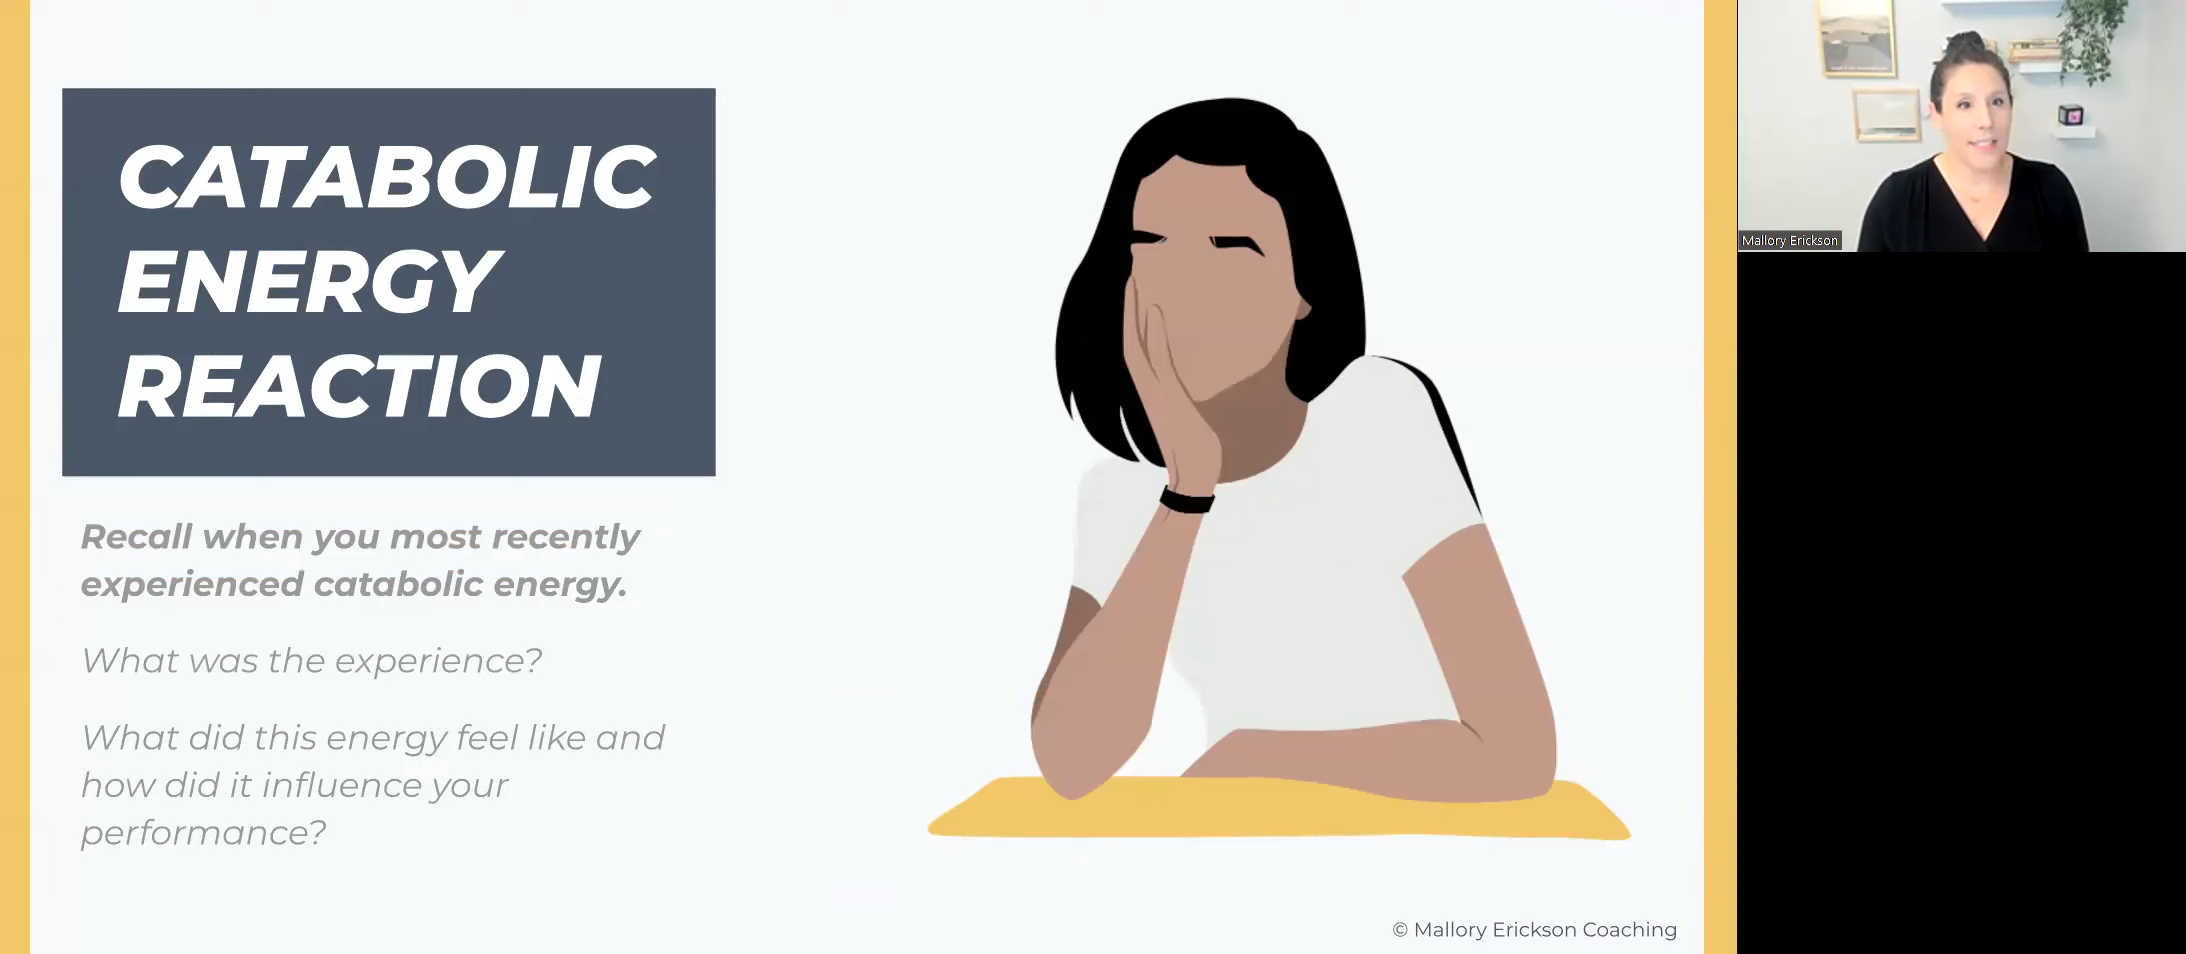 CATABOLIC
ENERGY
REACTION
Recall when you most recently
experienced catabolic energy.
What was the experience?
What did this energy feel like and
how did it influence your
performance?
© Mallory Erickson Coaching
Mallory Erickson